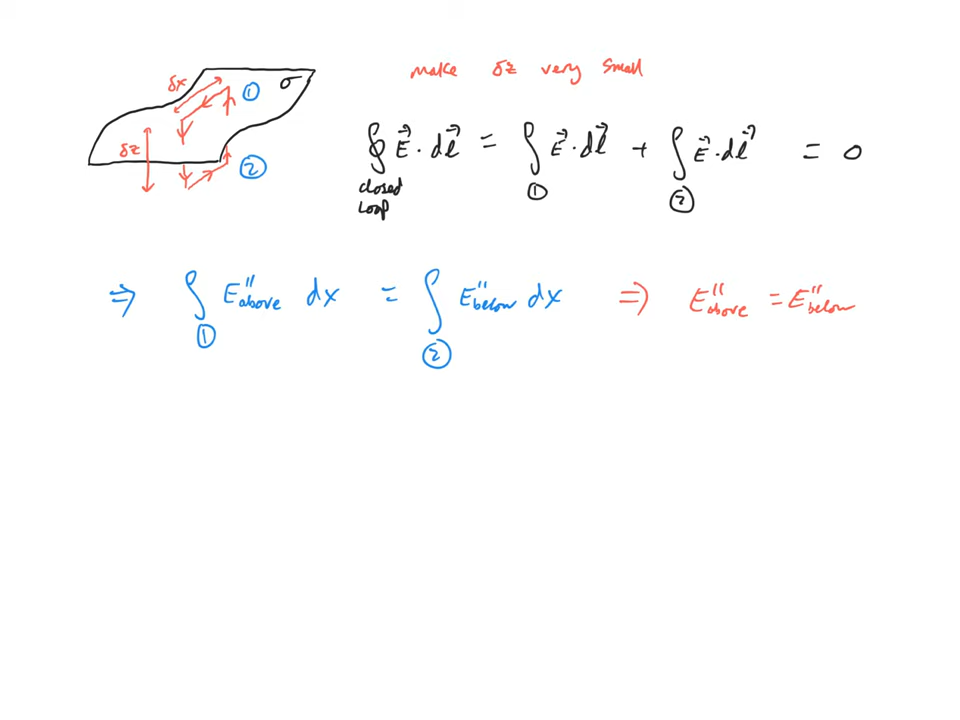 make δz very small
δx
σ
①
δz
②
∮ E⃗ · dl⃗ = ∫ E⃗ · dl⃗ + ∫ E⃗ · dl⃗ = 0
closed loop ① ②
⇒ ∫ E"above dx = ∫ E"below dx ⇒ E"above = E"below
① ②